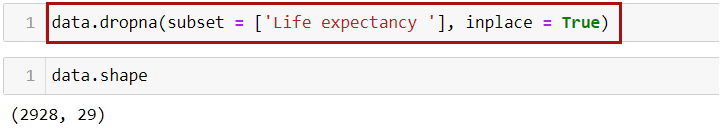 1 data.dropna(subset = ['Life expectancy '], inplace = True)
1 data.shape
(2928, 29)